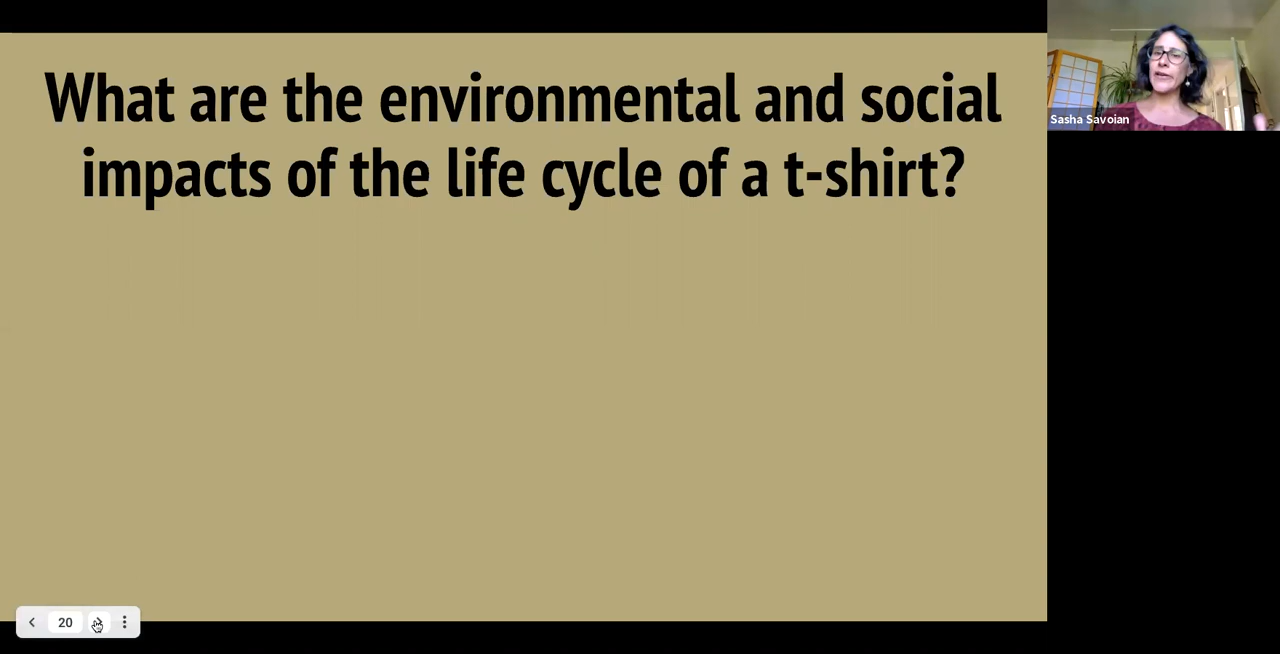 What are the environmental and social
impacts of the life cycle of a t-shirt?
Sasha Savoian
20